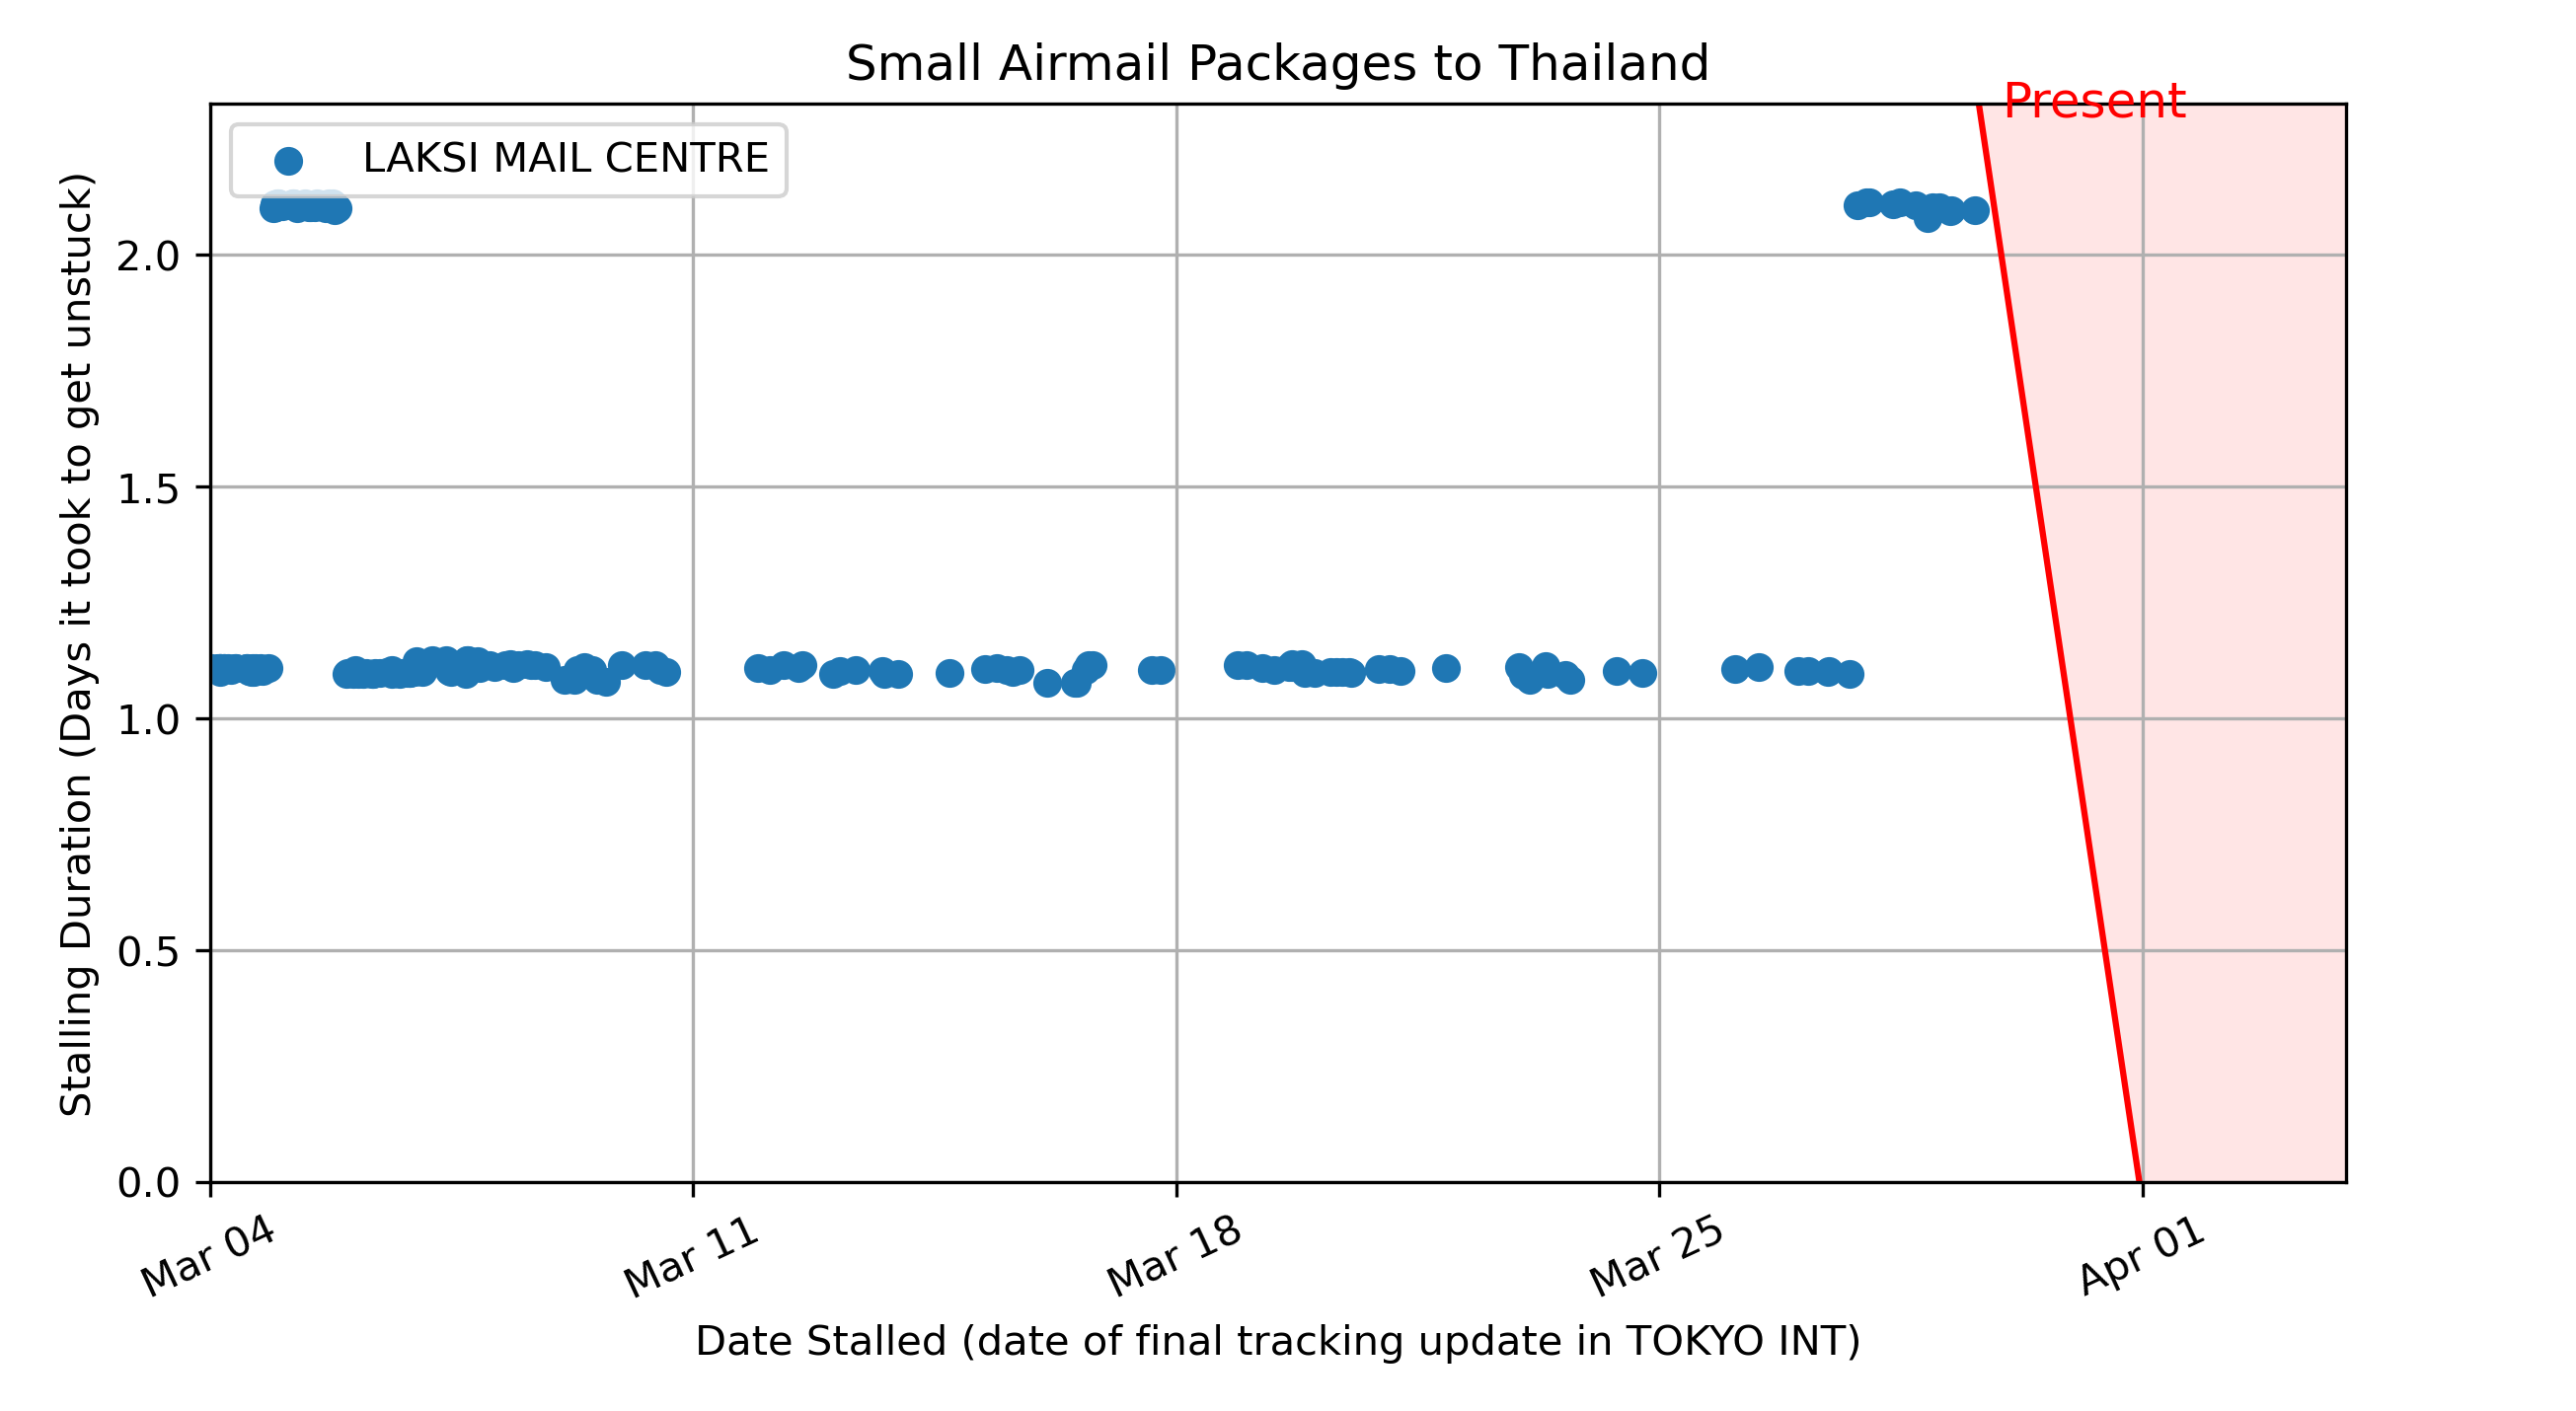 Small Airmail Packages to Thailand
Present
LAKSI MAIL CENTRE
Stalling Duration (Days it took to get unstuck)
2.0
1.5
1.0
0.5
0.0
Mar 04
Mar 11
Mar 18
Mar 25
Apr 01
Date Stalled (date of final tracking update in TOKYO INT)